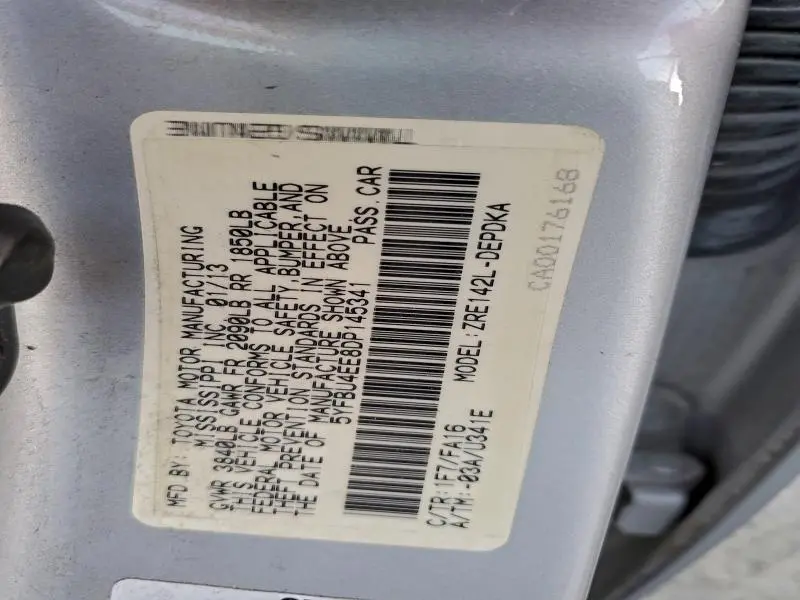 MFD BY: TOYOTA MOTOR MANUFACTURING
MISSISSIPPI INC. 01/13
GVWR 3840LB GAWR FR 2090LB RR 1850LB
THIS VEHICLE CONFORMS TO ALL APPLICABLE
FEDERAL MOTOR VEHICLE SAFETY, BUMPER, AND
THEFT PREVENTION STANDARDS IN EFFECT ON
THE DATE OF MANUFACTURE SHOWN ABOVE.
5YFBU4EE8DP145341 PASS.CAR
C/TR:1F7/FA16 MODEL:ZRE142L-DEPDKA
A/TM:-03A/U341E
CA00176168